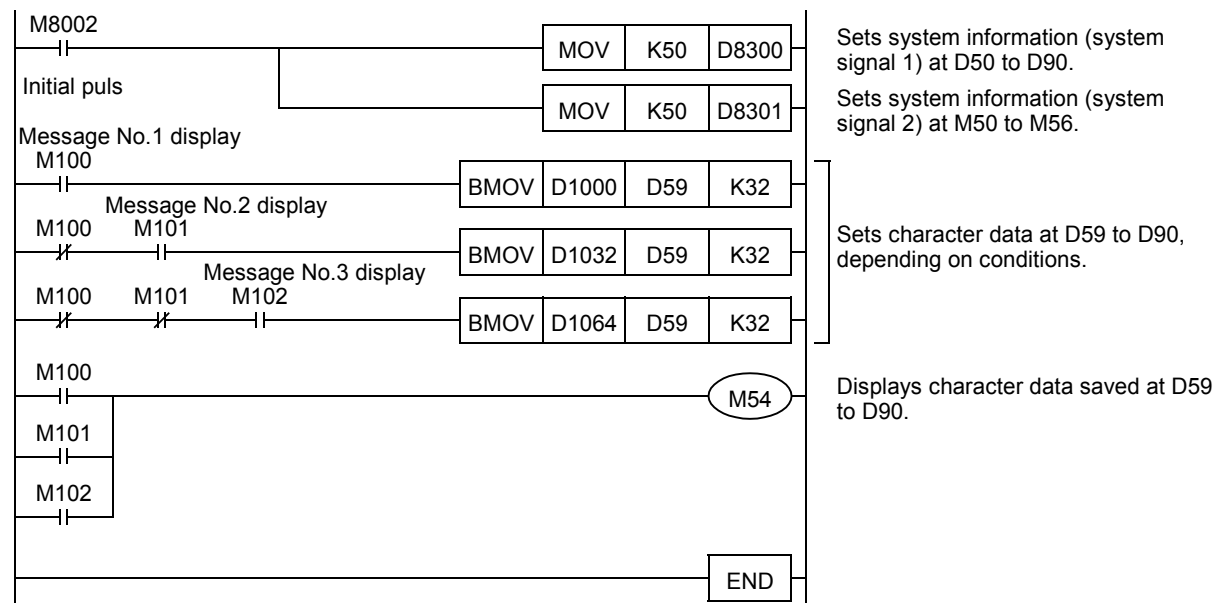 M8002
MOV K50 D8300
Sets system information (system
signal 1) at D50 to D90.
Initial puls
MOV K50 D8301
Sets system information (system
signal 2) at M50 to M56.
Message No.1 display
M100
BMOV D1000 D59 K32
Message No.2 display
M100 M101
BMOV D1032 D59 K32
Sets character data at D59 to D90,
depending on conditions.
Message No.3 display
M100 M101 M102
BMOV D1064 D59 K32
M100
M54
Displays character data saved at D59
to D90.
M101
M102
END